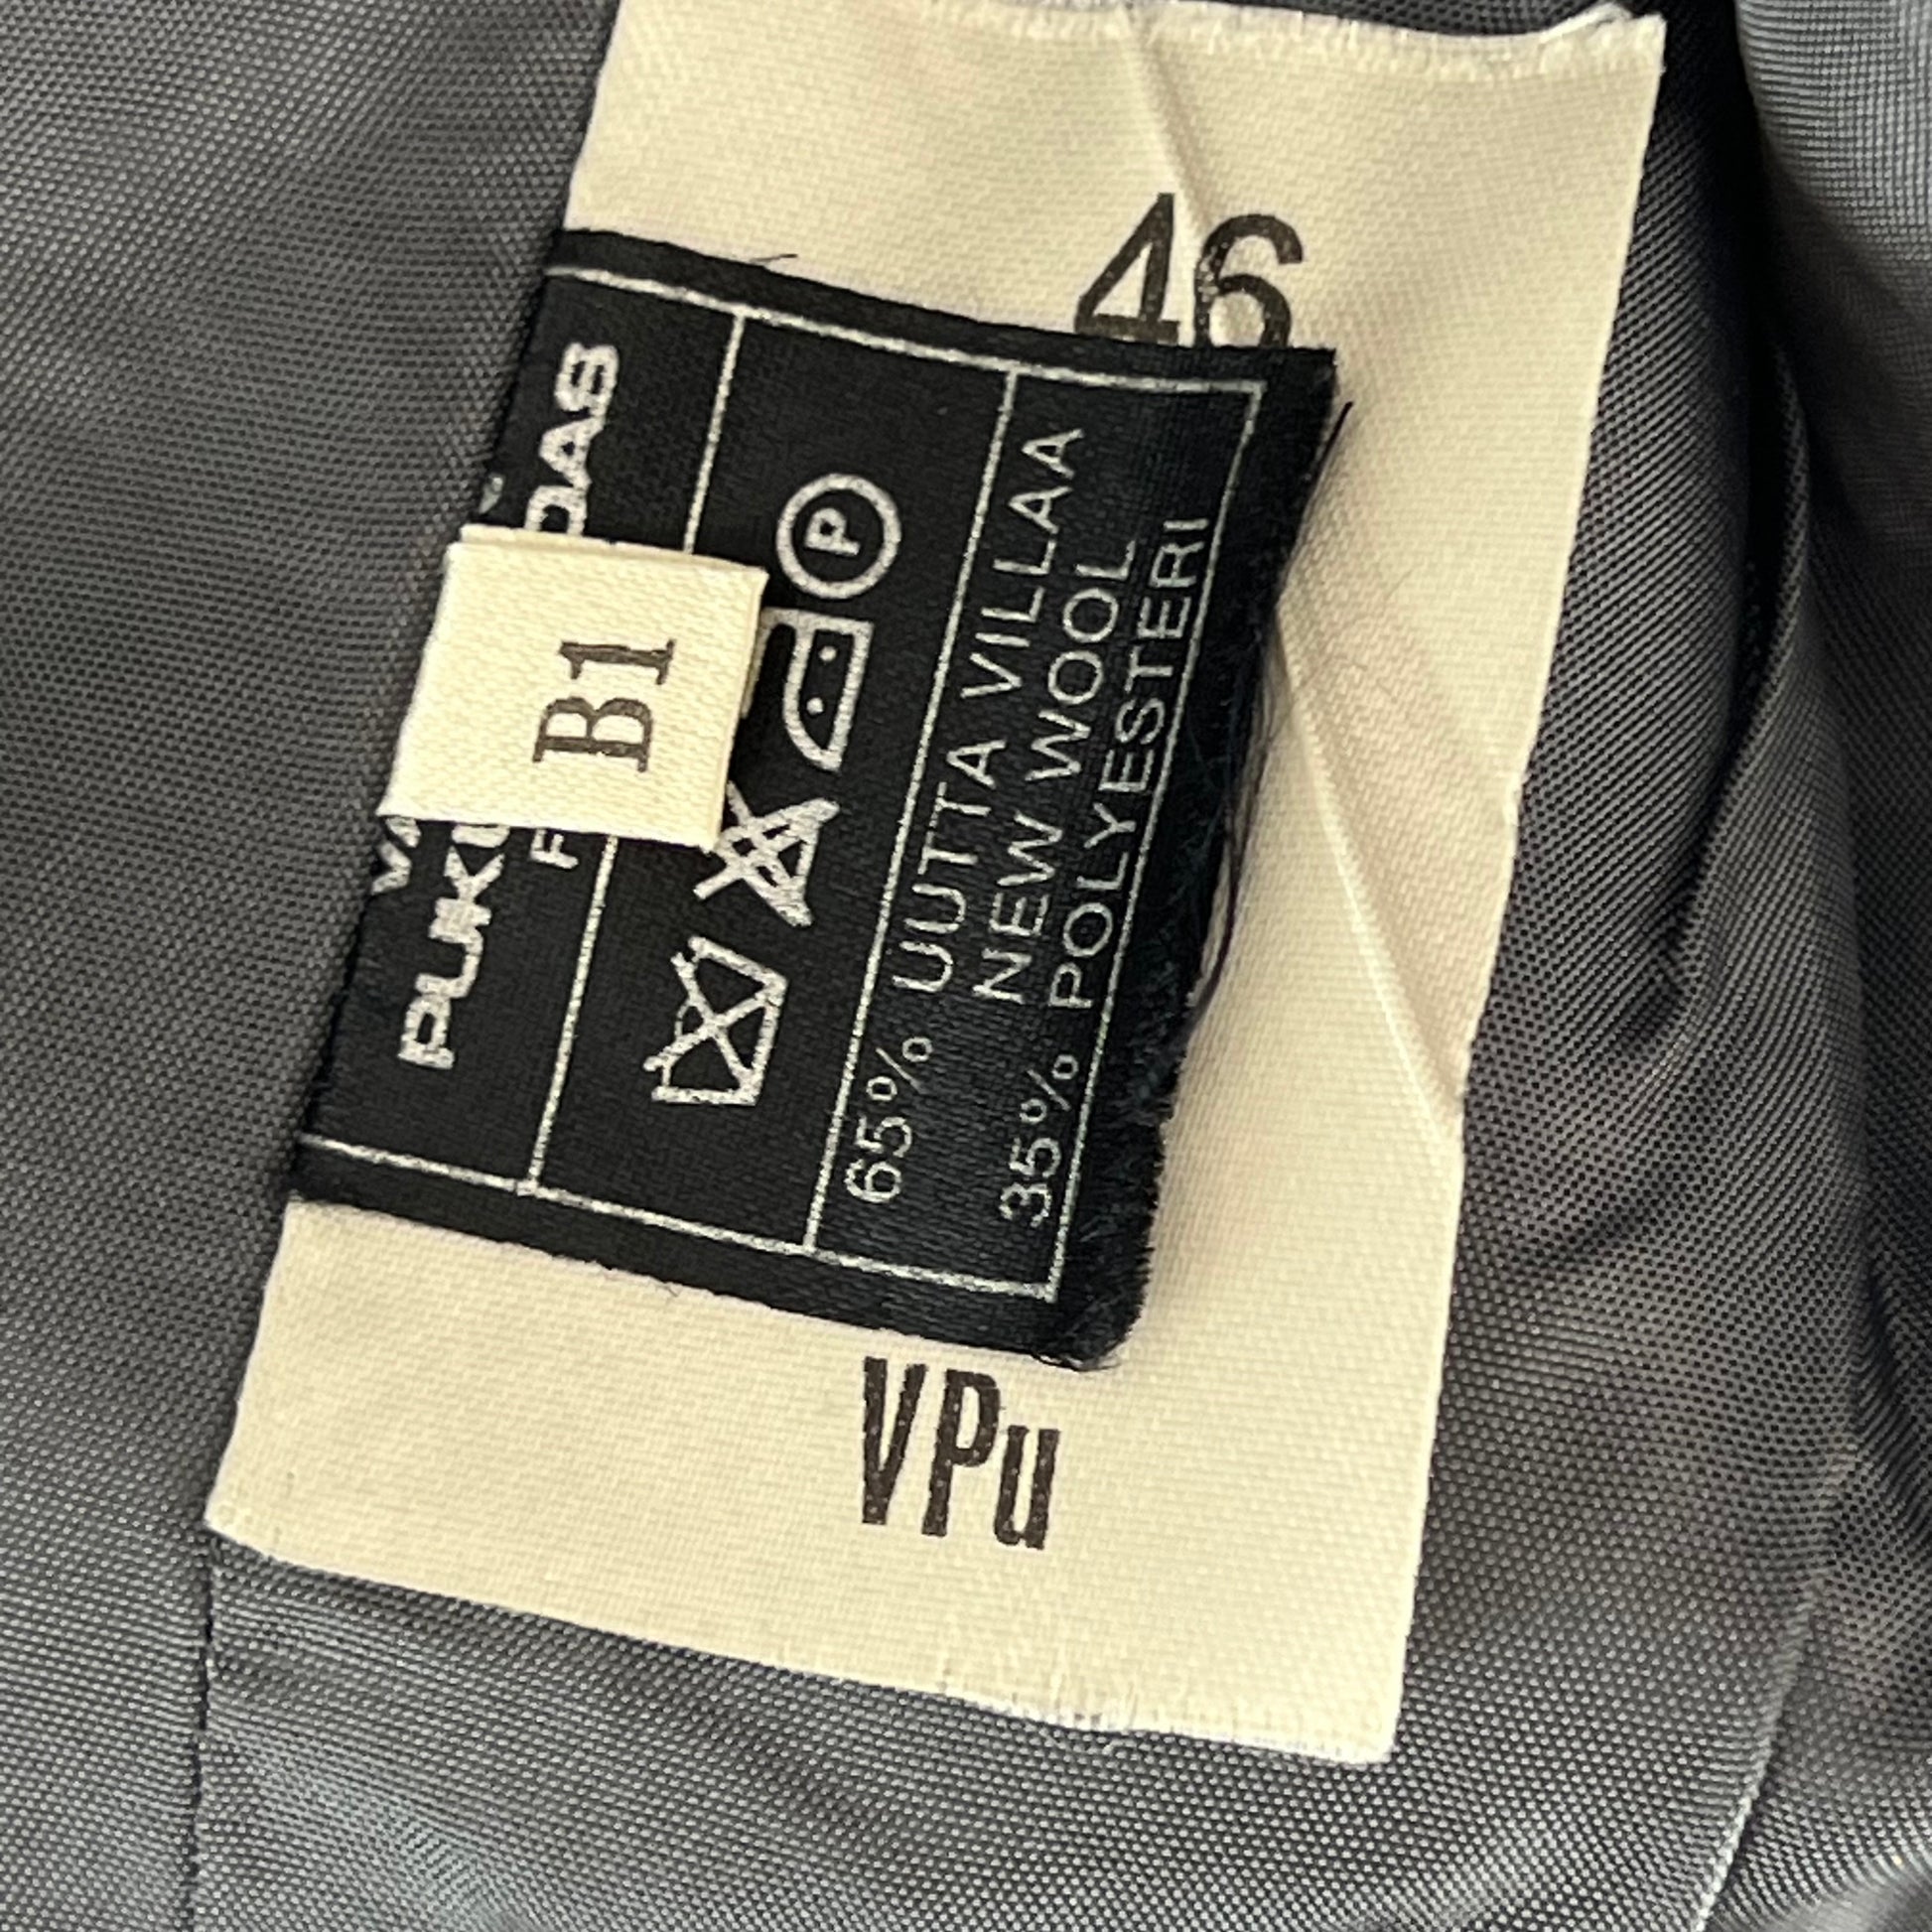 46
B1
P
65% UUTTA VILLAA
NEW WOOL
35% POLYESTERI
VPu